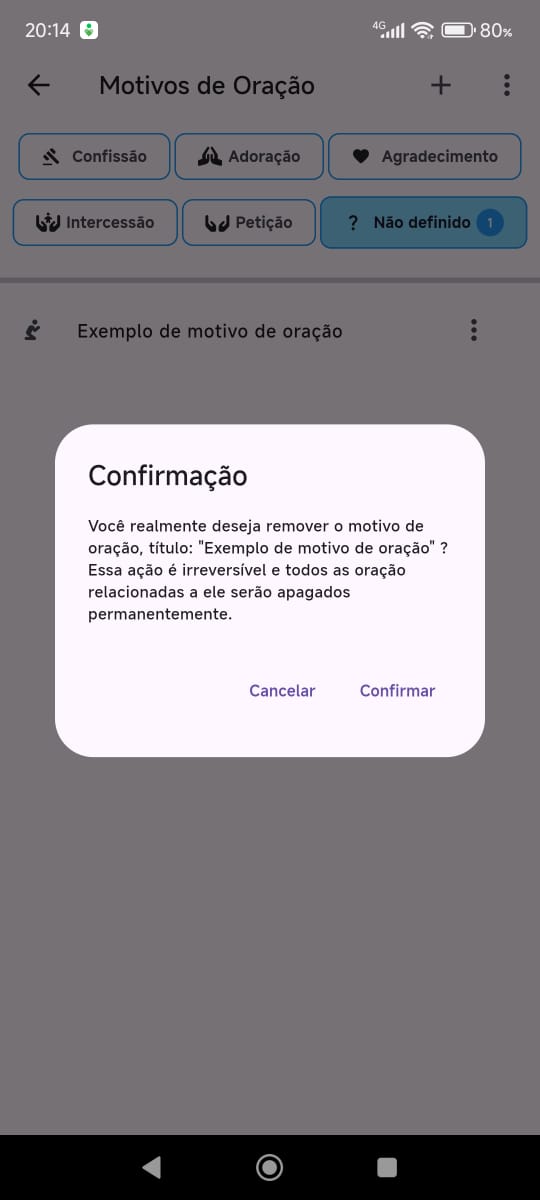 20:14 4G 80%
Motivos de Oração
Confissão Adoração Agradecimento
Intercessão Petição ? Não definido 1
Exemplo de motivo de oração
Confirmação
Você realmente deseja remover o motivo de
oração, título: "Exemplo de motivo de oração" ?
Essa ação é irreversível e todos as oração
relacionadas a ele serão apagados
permanentemente.
Cancelar Confirmar